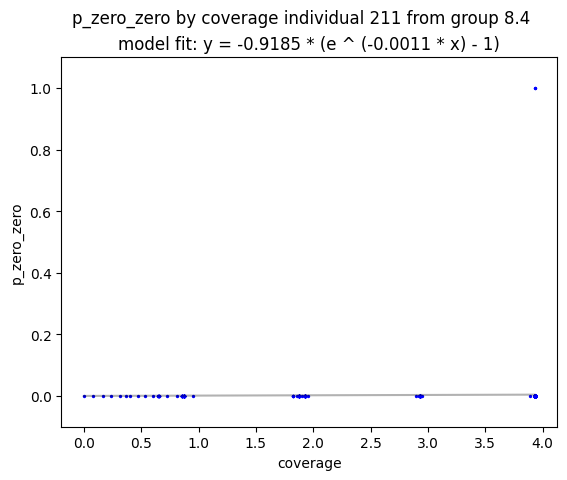 p_zero_zero by coverage individual 211 from group 8.4
model fit: y = -0.9185 * (e ^ (-0.0011 * x) - 1)
1.0
0.8
0.6
0.4
0.2
0.0
p_zero_zero
0.0 0.5 1.0 1.5 2.0 2.5 3.0 3.5 4.0
coverage